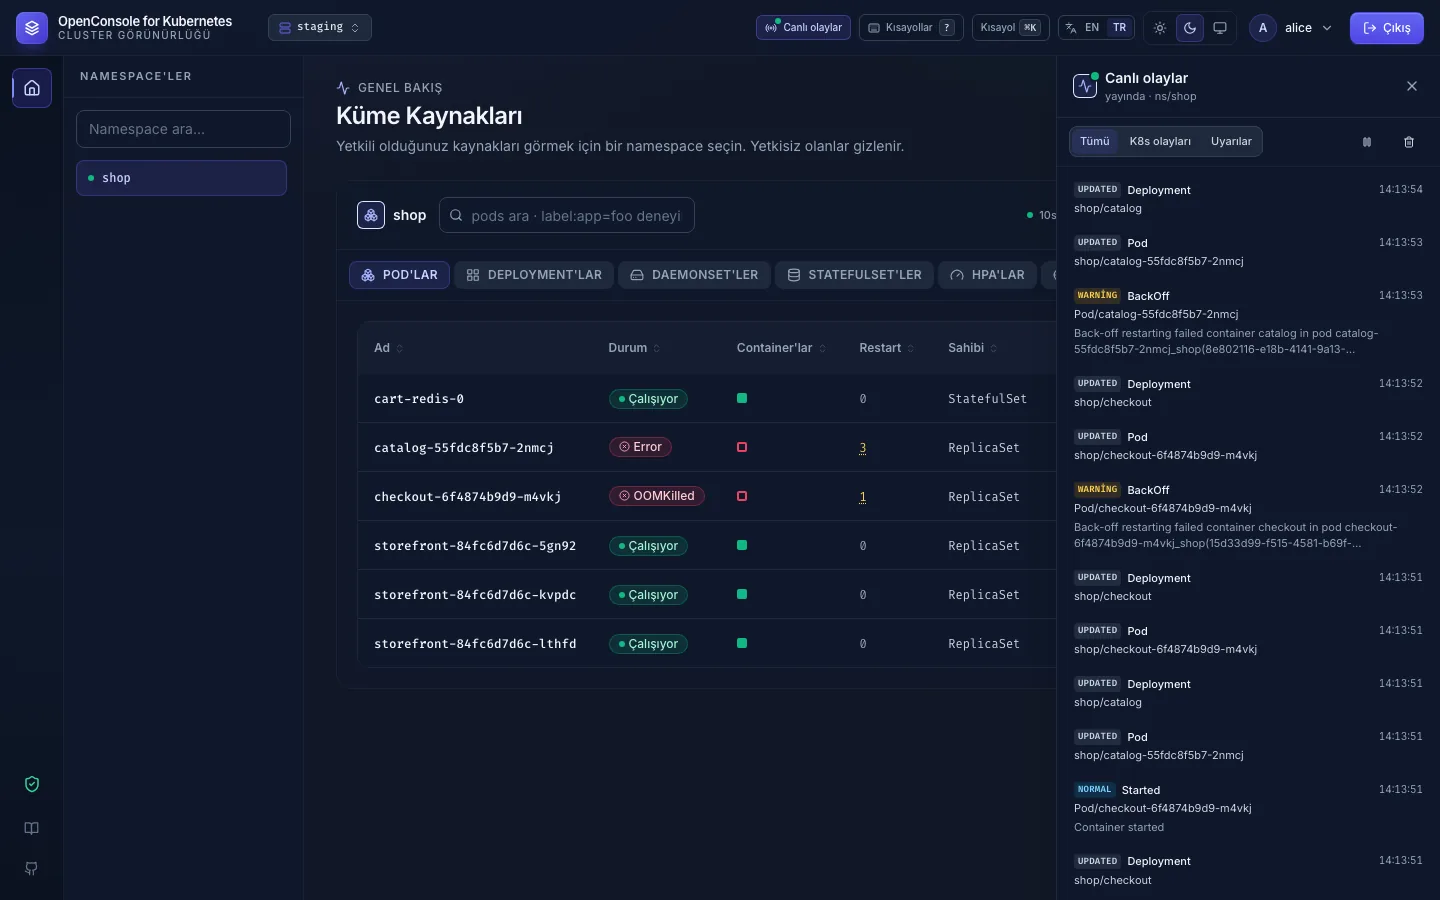 OpenConsole for Kubernetes
CLUSTER GÖRÜNÜRLÜĞÜ
staging
Canlı olaylar
Kısayollar ?
Kısayol ⌘K
EN TR
A alice
Çıkış
NAMESPACE'LER
Namespace ara...
shop
GENEL BAKIŞ
Küme Kaynakları
Yetkili olduğunuz kaynakları görmek için bir namespace seçin. Yetkisiz olanlar gizlenir.
shop
pods ara · label:app=foo deneyi
10s
POD'LAR
DEPLOYMENT'LAR
DAEMONSET'LER
STATEFULSET'LER
HPA'LAR
Ad Durum Container'lar Restart Sahibi
cart-redis-0 Çalışıyor 0 StatefulSet
catalog-55fdc8f5b7-2nmcj Error 3 ReplicaSet
checkout-6f4874b9d9-m4vkj OOMKilled 1 ReplicaSet
storefront-84fc6d7d6c-5gn92 Çalışıyor 0 ReplicaSet
storefront-84fc6d7d6c-kvpdc Çalışıyor 0 ReplicaSet
storefront-84fc6d7d6c-lthfd Çalışıyor 0 ReplicaSet
Canlı olaylar
yayında · ns/shop
Tümü K8s olayları Uyarılar
UPDATED Deployment 14:13:54
shop/catalog
UPDATED Pod 14:13:53
shop/catalog-55fdc8f5b7-2nmcj
WARNİNG BackOff 14:13:53
Pod/catalog-55fdc8f5b7-2nmcj
Back-off restarting failed container catalog in pod catalog-
55fdc8f5b7-2nmcj_shop(8e802116-e18b-4141-9a13-...
UPDATED Deployment 14:13:52
shop/checkout
UPDATED Pod 14:13:52
shop/checkout-6f4874b9d9-m4vkj
WARNİNG BackOff 14:13:52
Pod/checkout-6f4874b9d9-m4vkj
Back-off restarting failed container checkout in pod checkout-
6f4874b9d9-m4vkj_shop(15d33d99-f515-4581-b69f-...
UPDATED Deployment 14:13:51
shop/checkout
UPDATED Pod 14:13:51
shop/checkout-6f4874b9d9-m4vkj
UPDATED Deployment 14:13:51
shop/catalog
UPDATED Pod 14:13:51
shop/catalog-55fdc8f5b7-2nmcj
NORMAL Started 14:13:51
Pod/checkout-6f4874b9d9-m4vkj
Container started
UPDATED Deployment 14:13:51
shop/checkout